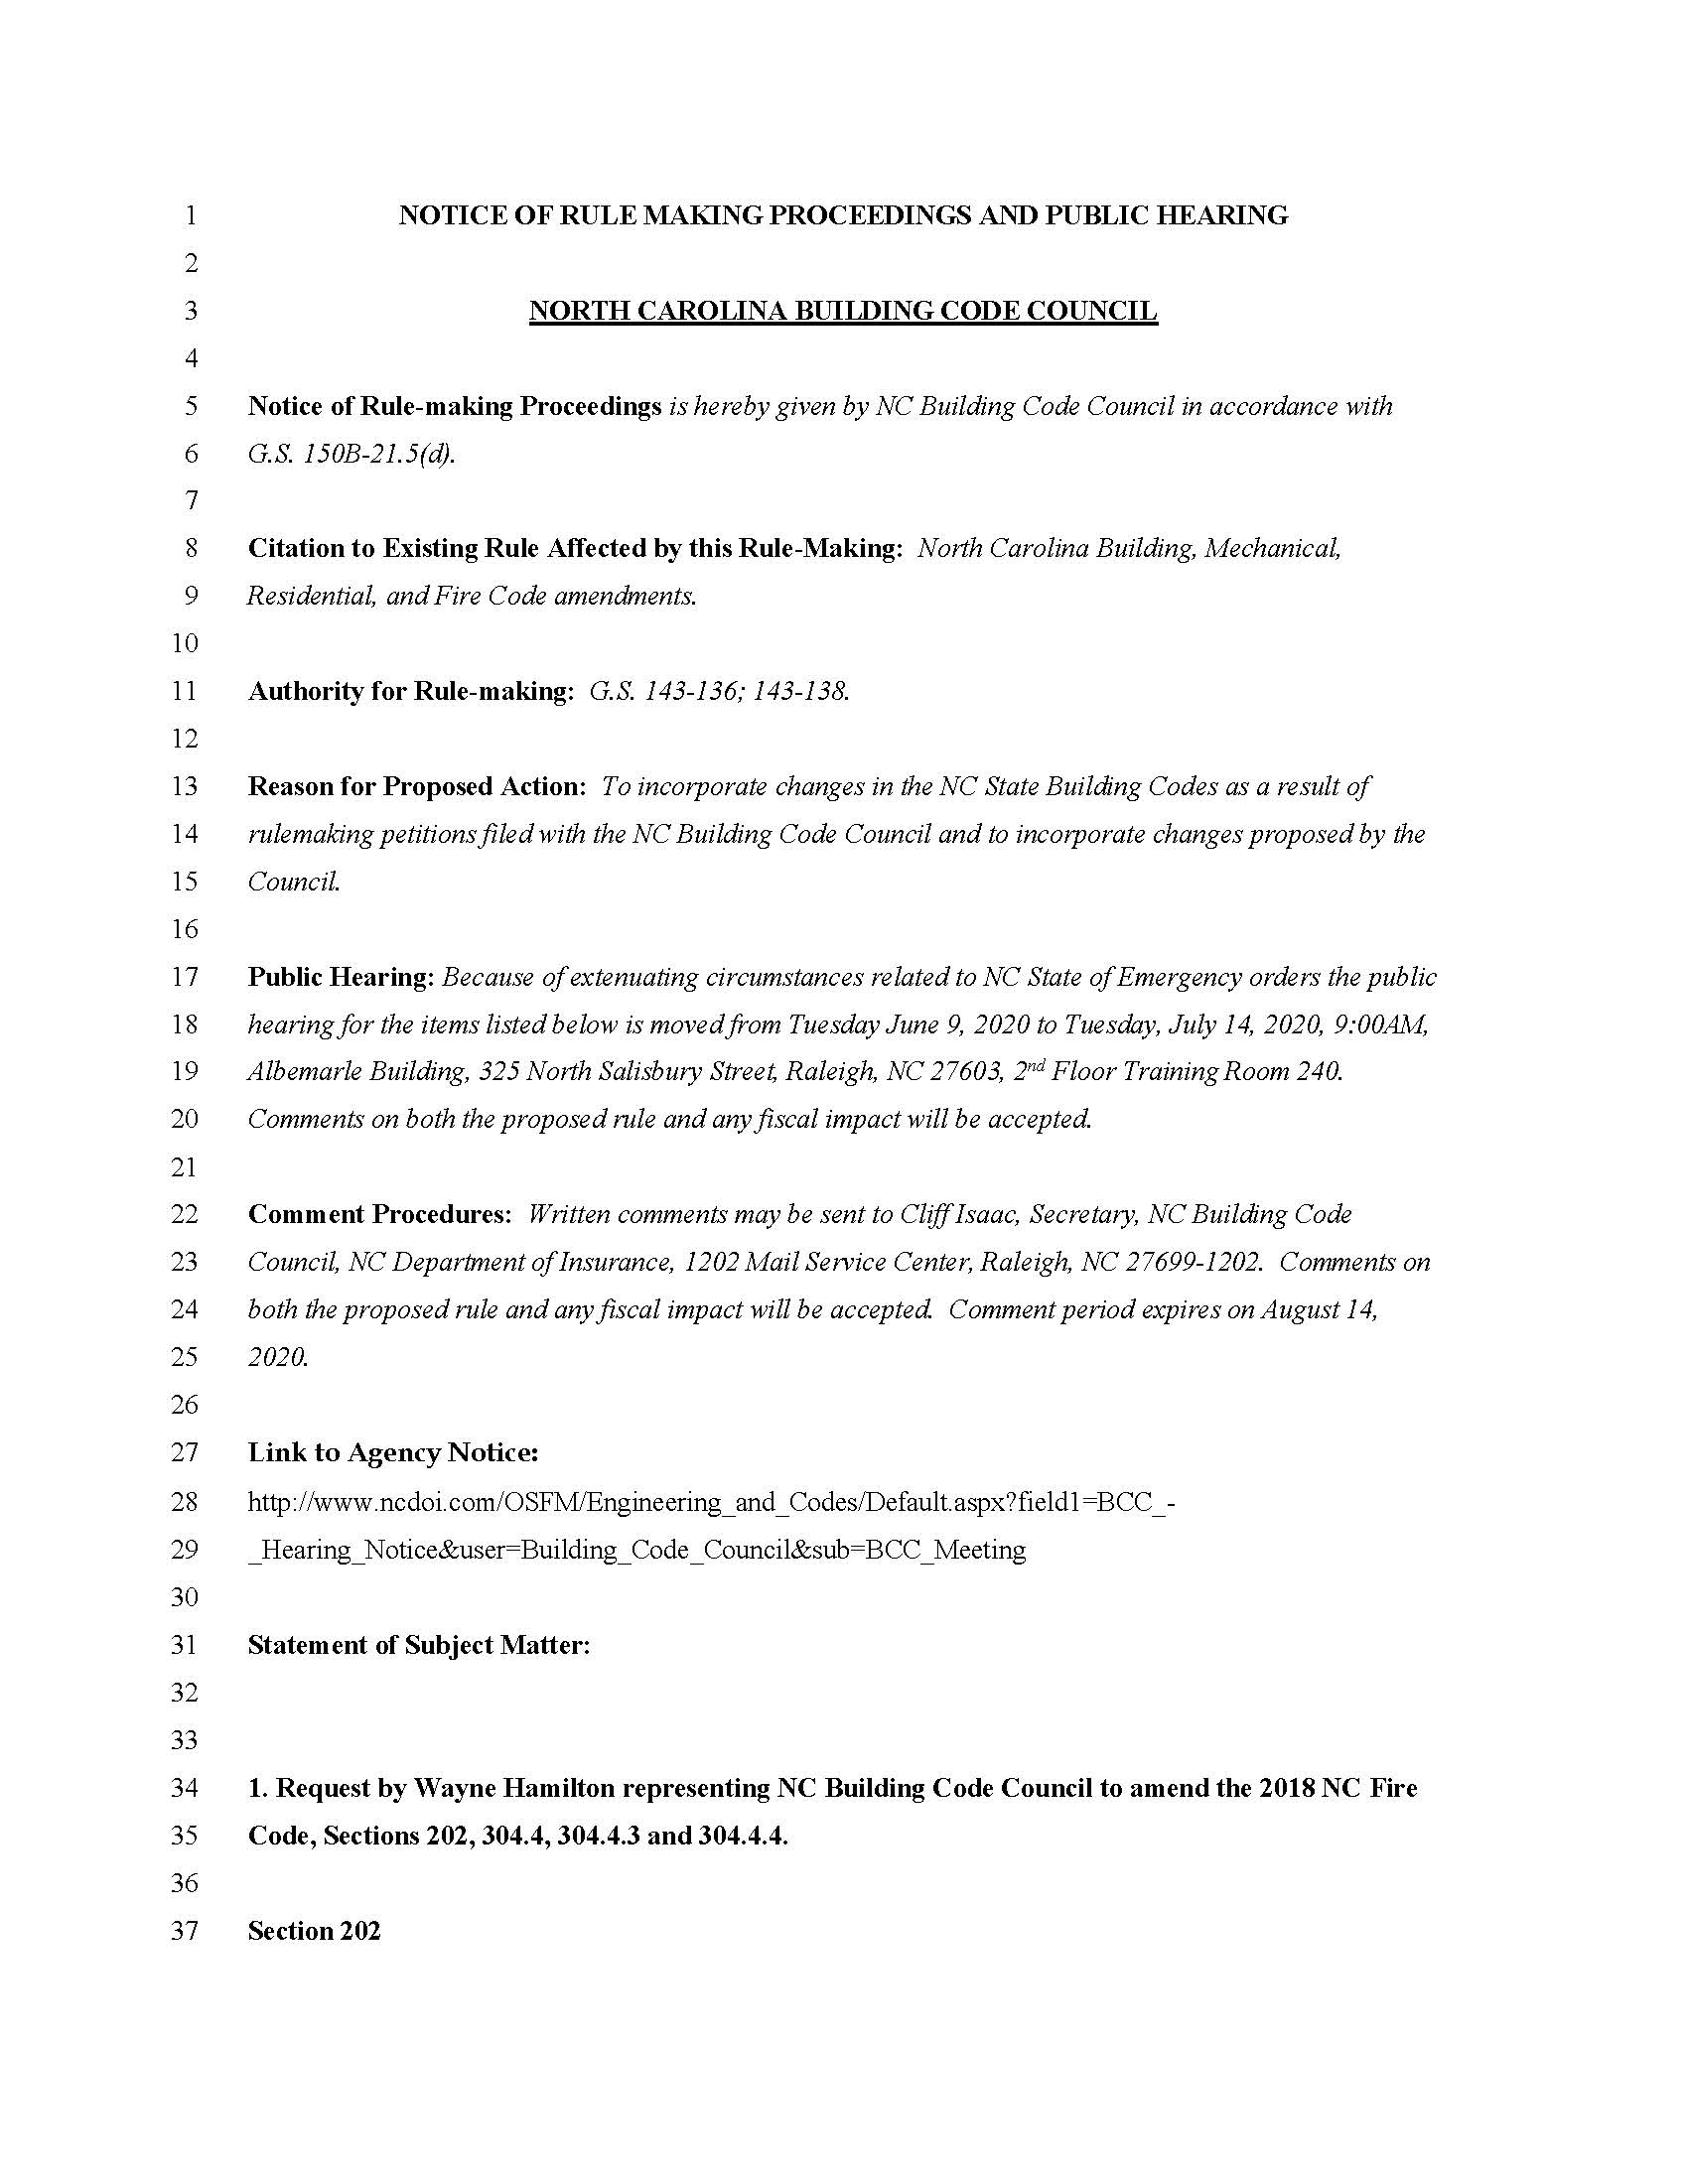 1 NOTICE OF RULE MAKING PROCEEDINGS AND PUBLIC HEARING
2
3 NORTH CAROLINA BUILDING CODE COUNCIL
4
5 Notice of Rule-making Proceedings is hereby given by NC Building Code Council in accordance with
6 G.S. 150B-21.5(d).
7
8 Citation to Existing Rule Affected by this Rule-Making: North Carolina Building, Mechanical,
9 Residential, and Fire Code amendments.
10
11 Authority for Rule-making: G.S. 143-136; 143-138.
12
13 Reason for Proposed Action: To incorporate changes in the NC State Building Codes as a result of
14 rulemaking petitions filed with the NC Building Code Council and to incorporate changes proposed by the
15 Council.
16
17 Public Hearing: Because of extenuating circumstances related to NC State of Emergency orders the public
18 hearing for the items listed below is moved from Tuesday June 9, 2020 to Tuesday, July 14, 2020, 9:00AM,
19 Albemarle Building, 325 North Salisbury Street, Raleigh, NC 27603, 2nd Floor Training Room 240.
20 Comments on both the proposed rule and any fiscal impact will be accepted.
21
22 Comment Procedures: Written comments may be sent to Cliff Isaac, Secretary, NC Building Code
23 Council, NC Department of Insurance, 1202 Mail Service Center, Raleigh, NC 27699-1202. Comments on
24 both the proposed rule and any fiscal impact will be accepted. Comment period expires on August 14,
25 2020.
26
27 Link to Agency Notice:
28 http://www.ncdoi.com/OSFM/Engineering_and_Codes/Default.aspx?field1=BCC_-
29 _Hearing_Notice&user=Building_Code_Council&sub=BCC_Meeting
30
31 Statement of Subject Matter:
32
33
34 1. Request by Wayne Hamilton representing NC Building Code Council to amend the 2018 NC Fire
35 Code, Sections 202, 304.4, 304.4.3 and 304.4.4.
36
37 Section 202